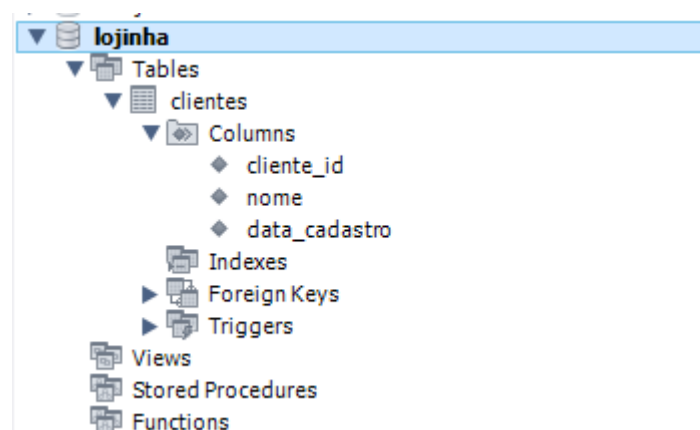 lojinha
Tables
clientes
Columns
cliente_id
nome
data_cadastro
Indexes
Foreign Keys
Triggers
Views
Stored Procedures
Functions